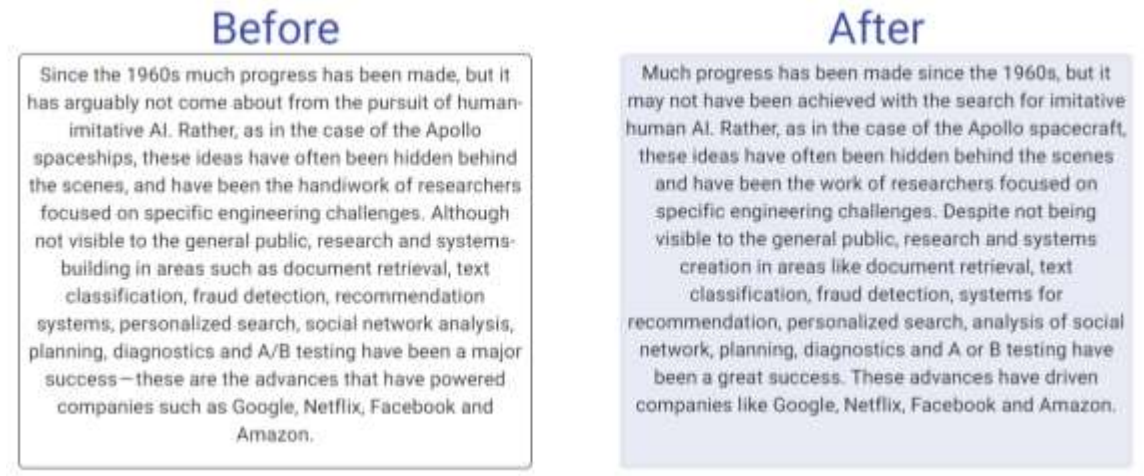 Before
Since the 1960s much progress has been made, but it
has arguably not come about from the pursuit of human-
imitative AI. Rather, as in the case of the Apollo
spaceships, these ideas have often been hidden behind
the scenes, and have been the handiwork of researchers
focused on specific engineering challenges. Although
not visible to the general public, research and systems-
building in areas such as document retrieval, text
classification, fraud detection, recommendation
systems, personalized search, social network analysis,
planning, diagnostics and A/B testing have been a major
success—these are the advances that have powered
companies such as Google, Netflix, Facebook and
Amazon.
After
Much progress has been made since the 1960s, but it
may not have been achieved with the search for imitative
human AI. Rather, as in the case of the Apollo spacecraft,
these ideas have often been hidden behind the scenes
and have been the work of researchers focused on
specific engineering challenges. Despite not being
visible to the general public, research and systems
creation in areas like document retrieval, text
classification, fraud detection, systems for
recommendation, personalized search, analysis of social
network, planning, diagnostics and A or B testing have
been a great success. These advances have driven
companies like Google, Netflix, Facebook and Amazon.